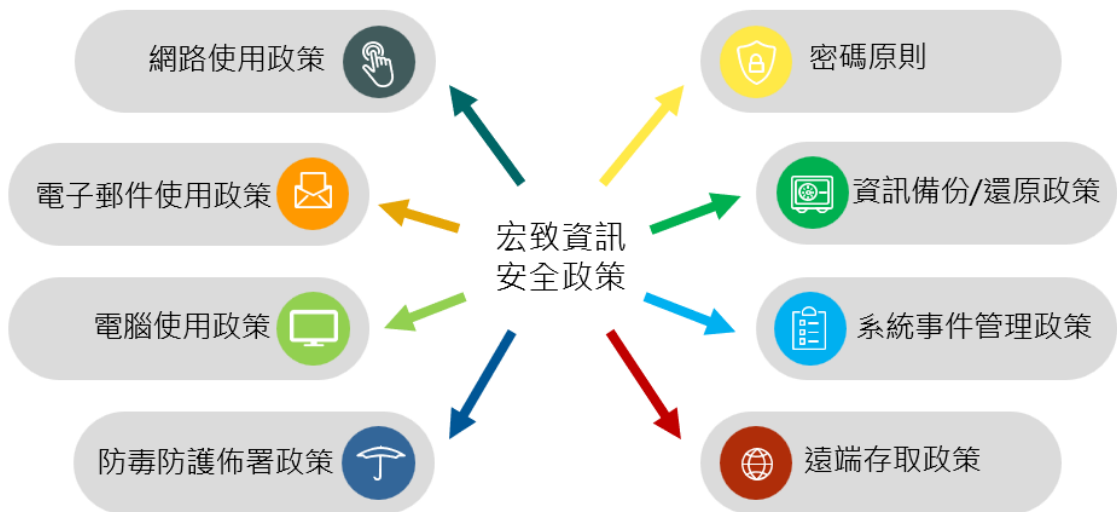 網路使用政策
密碼原則
電子郵件使用政策
資訊備份/還原政策
宏致資訊
安全政策
電腦使用政策
系統事件管理政策
防毒防護佈署政策
遠端存取政策